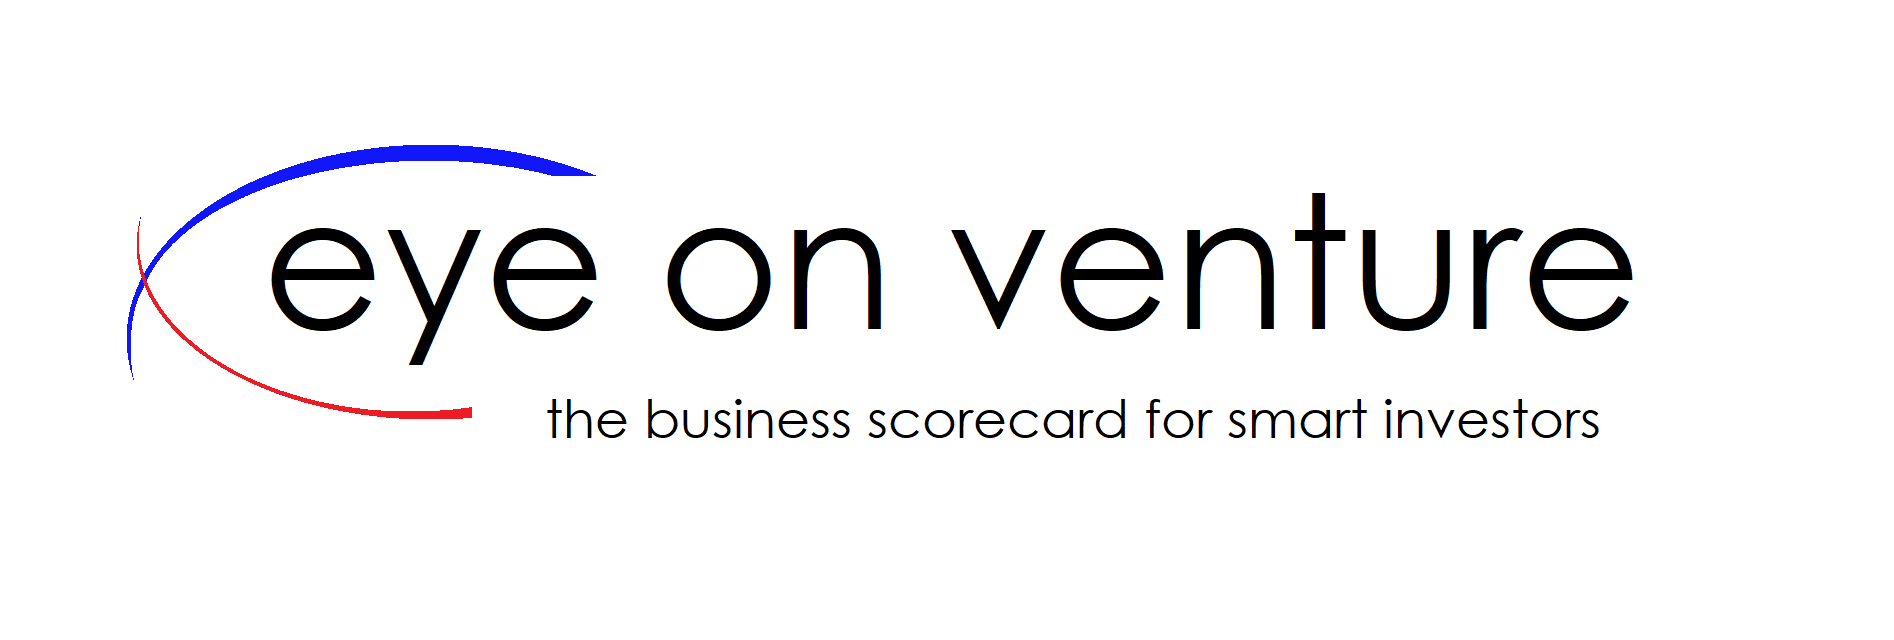 eye on venture
the business scorecard for smart investors